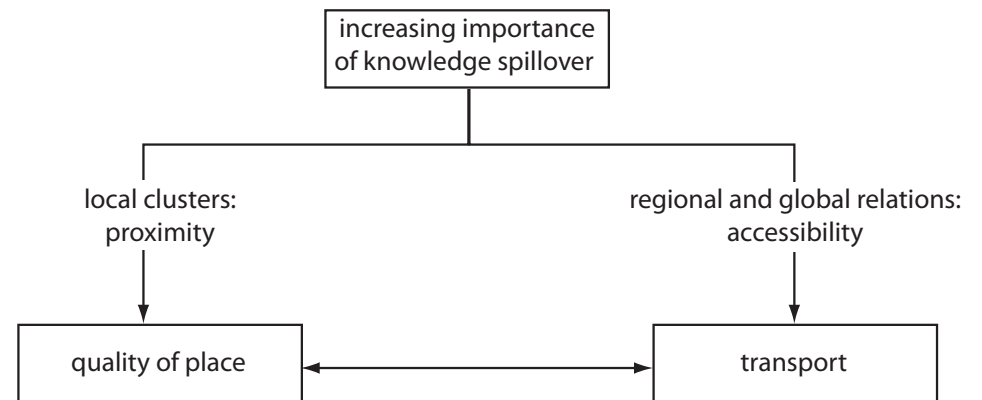 increasing importance
of knowledge spillover
local clusters:
proximity
regional and global relations:
accessibility
quality of place
transport